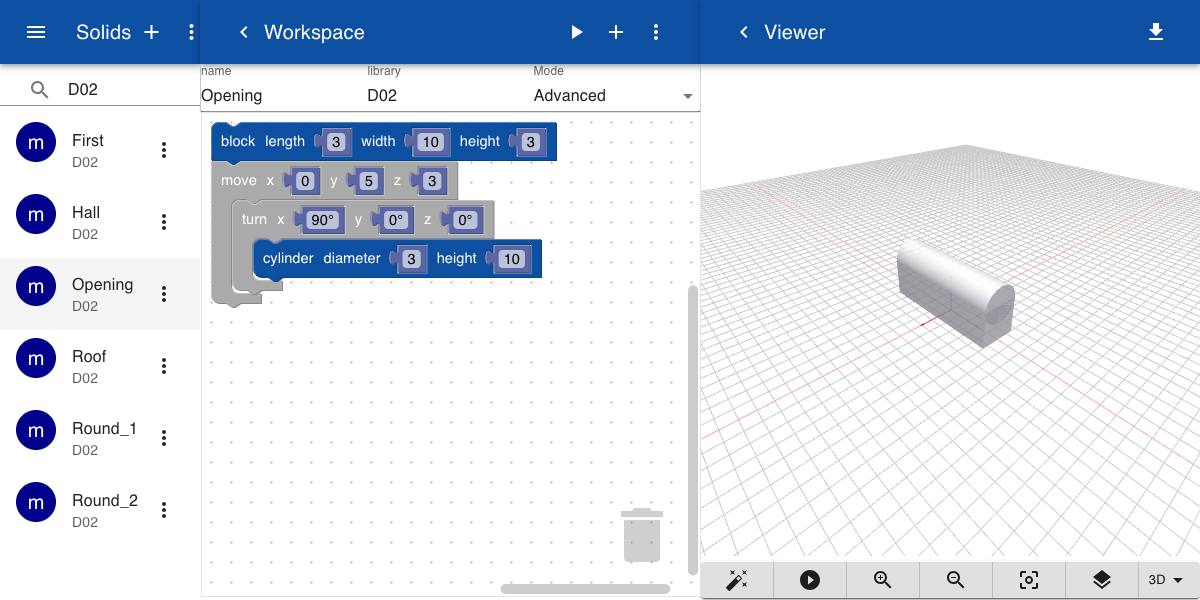 Solids
Workspace
Viewer
D02
name library Mode
Opening D02 Advanced
m First
D02
m Hall
D02
m Opening
D02
m Roof
D02
m Round_1
D02
m Round_2
D02
block length 3 width 10 height 3
move x 0 y 5 z 3
turn x 90° y 0° z 0°
cylinder diameter 3 height 10
3D